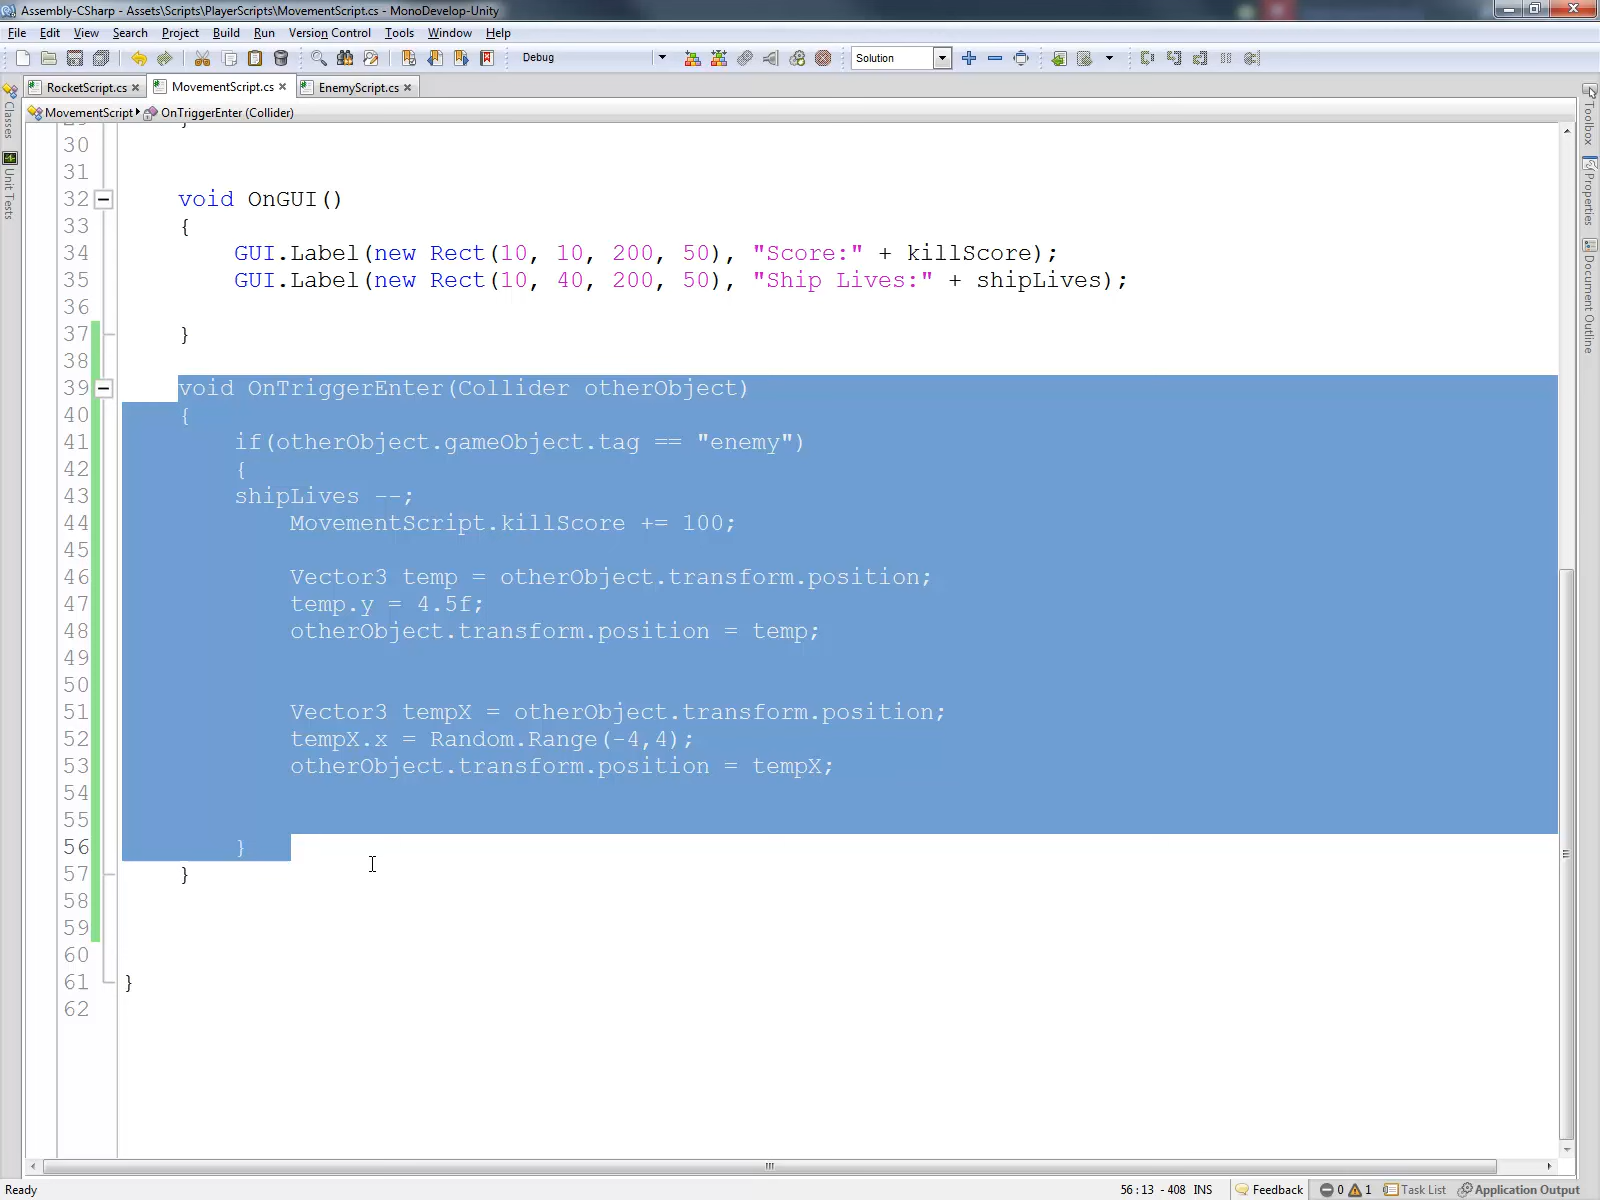 Assembly-CSharp - Assets\Scripts\PlayerScripts\MovementScript.cs - MonoDevelop-Unity
File Edit View Search Project Build Run Version Control Tools Window Help
Debug Solution
RocketScript.cs MovementScript.cs EnemyScript.cs
MovementScript OnTriggerEnter (Collider)
Classes
Unit Tests
Toolbox
Properties
Document Outline
30
31
32 void OnGUI()
33 {
34 GUI.Label(new Rect(10, 10, 200, 50), "Score:" + killScore);
35 GUI.Label(new Rect(10, 40, 200, 50), "Ship Lives:" + shipLives);
36
37 }
38
39 void OnTriggerEnter(Collider otherObject)
40 {
41 if(otherObject.gameObject.tag == "enemy")
42 {
43 shipLives --;
44 MovementScript.killScore += 100;
45
46 Vector3 temp = otherObject.transform.position;
47 temp.y = 4.5f;
48 otherObject.transform.position = temp;
49
50
51 Vector3 tempX = otherObject.transform.position;
52 tempX.x = Random.Range(-4,4);
53 otherObject.transform.position = tempX;
54
55
56 }
57 }
58
59
60
61 }
62
Ready 56 : 13 - 408 INS Feedback 0 1 Task List Application Output